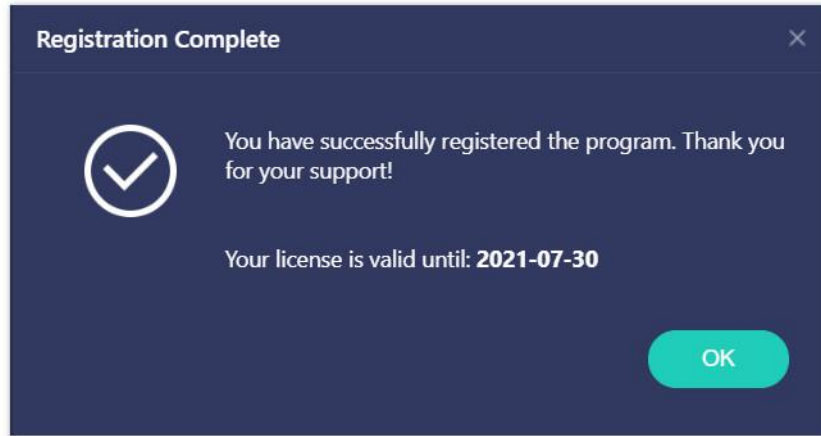 Registration Complete
You have successfully registered the program. Thank you
for your support!
Your license is valid until: 2021-07-30
OK